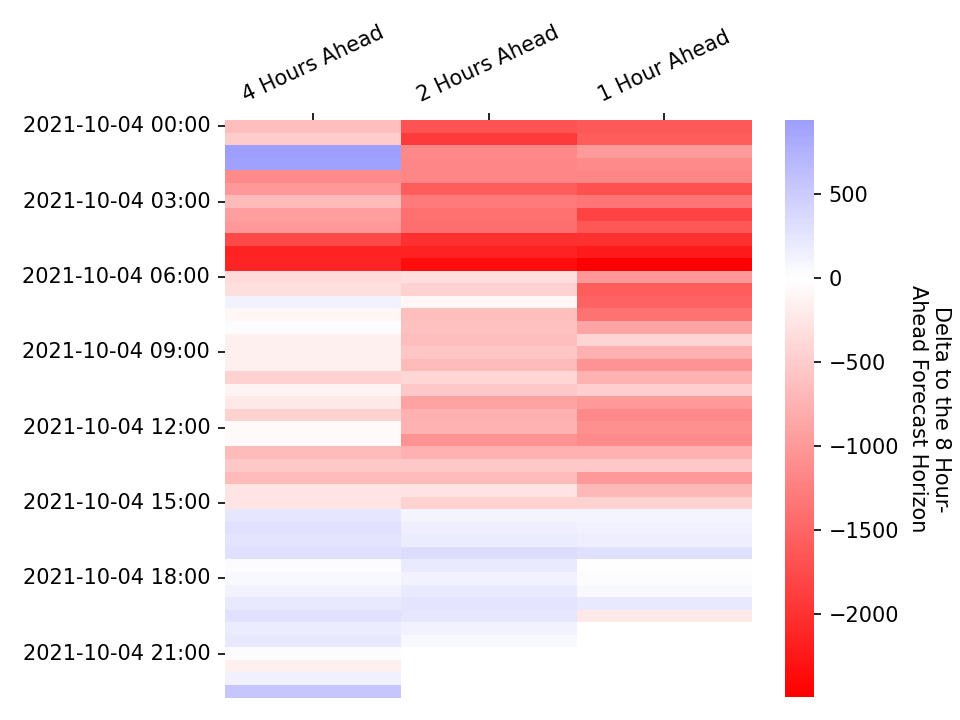 4 Hours Ahead
2 Hours Ahead
1 Hour Ahead
2021-10-04 00:00
2021-10-04 03:00
2021-10-04 06:00
2021-10-04 09:00
2021-10-04 12:00
2021-10-04 15:00
2021-10-04 18:00
2021-10-04 21:00
500
0
−500
−1000
−1500
−2000
Delta to the 8 Hour-
Ahead Forecast Horizon